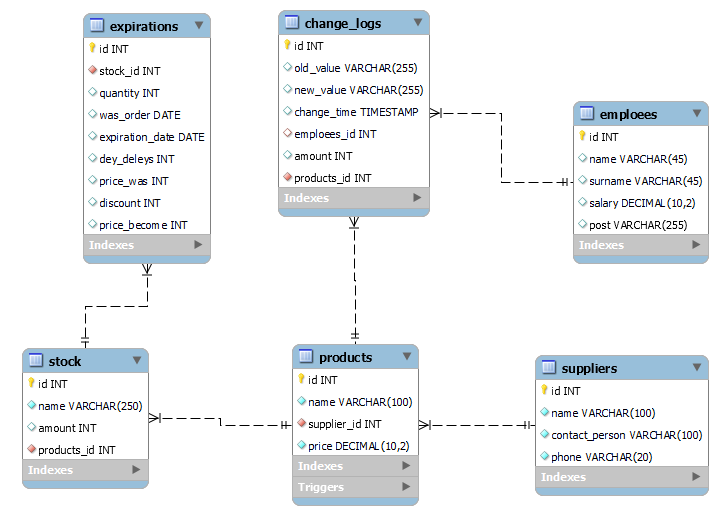 expirations
id INT
stock_id INT
quantity INT
was_order DATE
expiration_date DATE
dey_deleys INT
price_was INT
discount INT
price_become INT
Indexes
change_logs
id INT
old_value VARCHAR(255)
new_value VARCHAR(255)
change_time TIMESTAMP
emploees_id INT
amount INT
products_id INT
Indexes
emploees
id INT
name VARCHAR(45)
surname VARCHAR(45)
salary DECIMAL(10,2)
post VARCHAR(255)
Indexes
stock
id INT
name VARCHAR(250)
amount INT
products_id INT
Indexes
products
id INT
name VARCHAR(100)
supplier_id INT
price DECIMAL(10,2)
Indexes
Triggers
suppliers
id INT
name VARCHAR(100)
contact_person VARCHAR(100)
phone VARCHAR(20)
Indexes